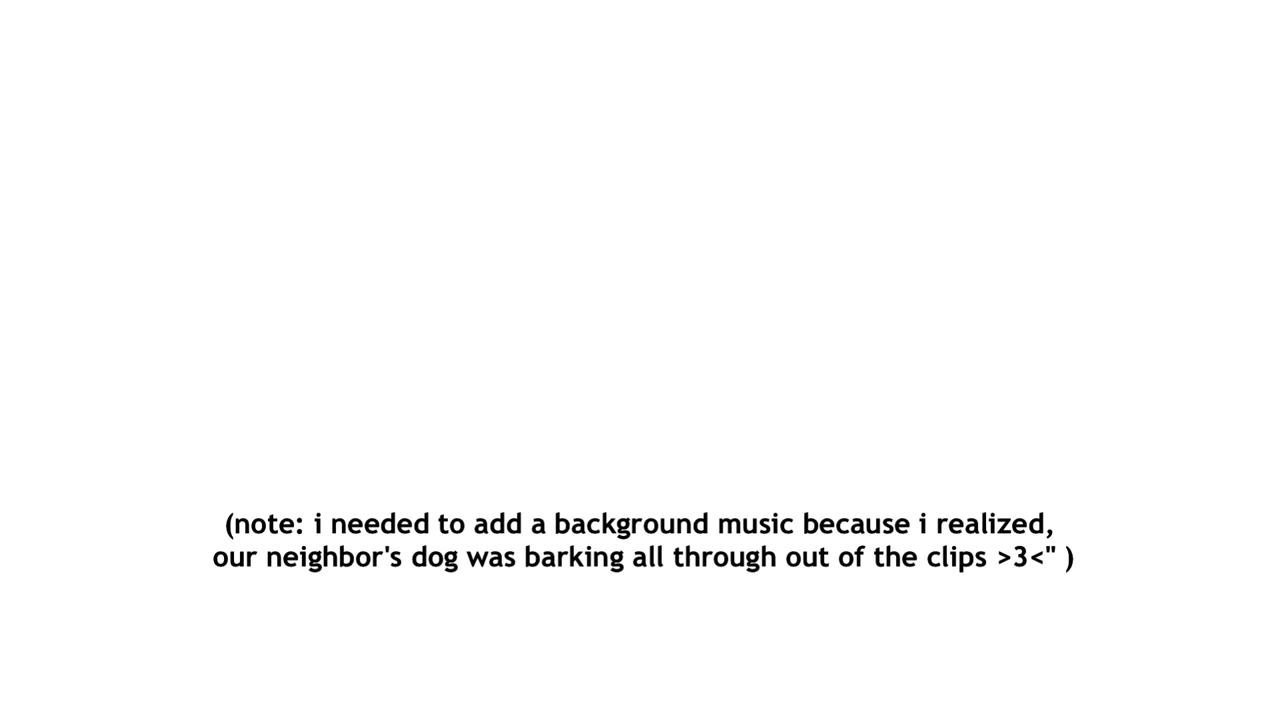 (note: i needed to add a background music because i realized,
our neighbor's dog was barking all through out of the clips >3<" )